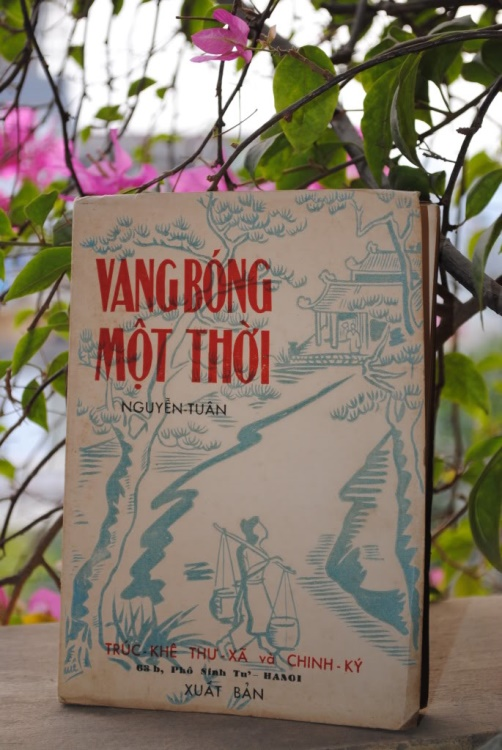 VANG BÓNG
MỘT THỜI
NGUYỄN-TUÂN
TRÚC-KHÊ THƯ-XÃ và CHINH-KÝ
63b, Phố Sinh Từ - HANOI
XUẤT BẢN